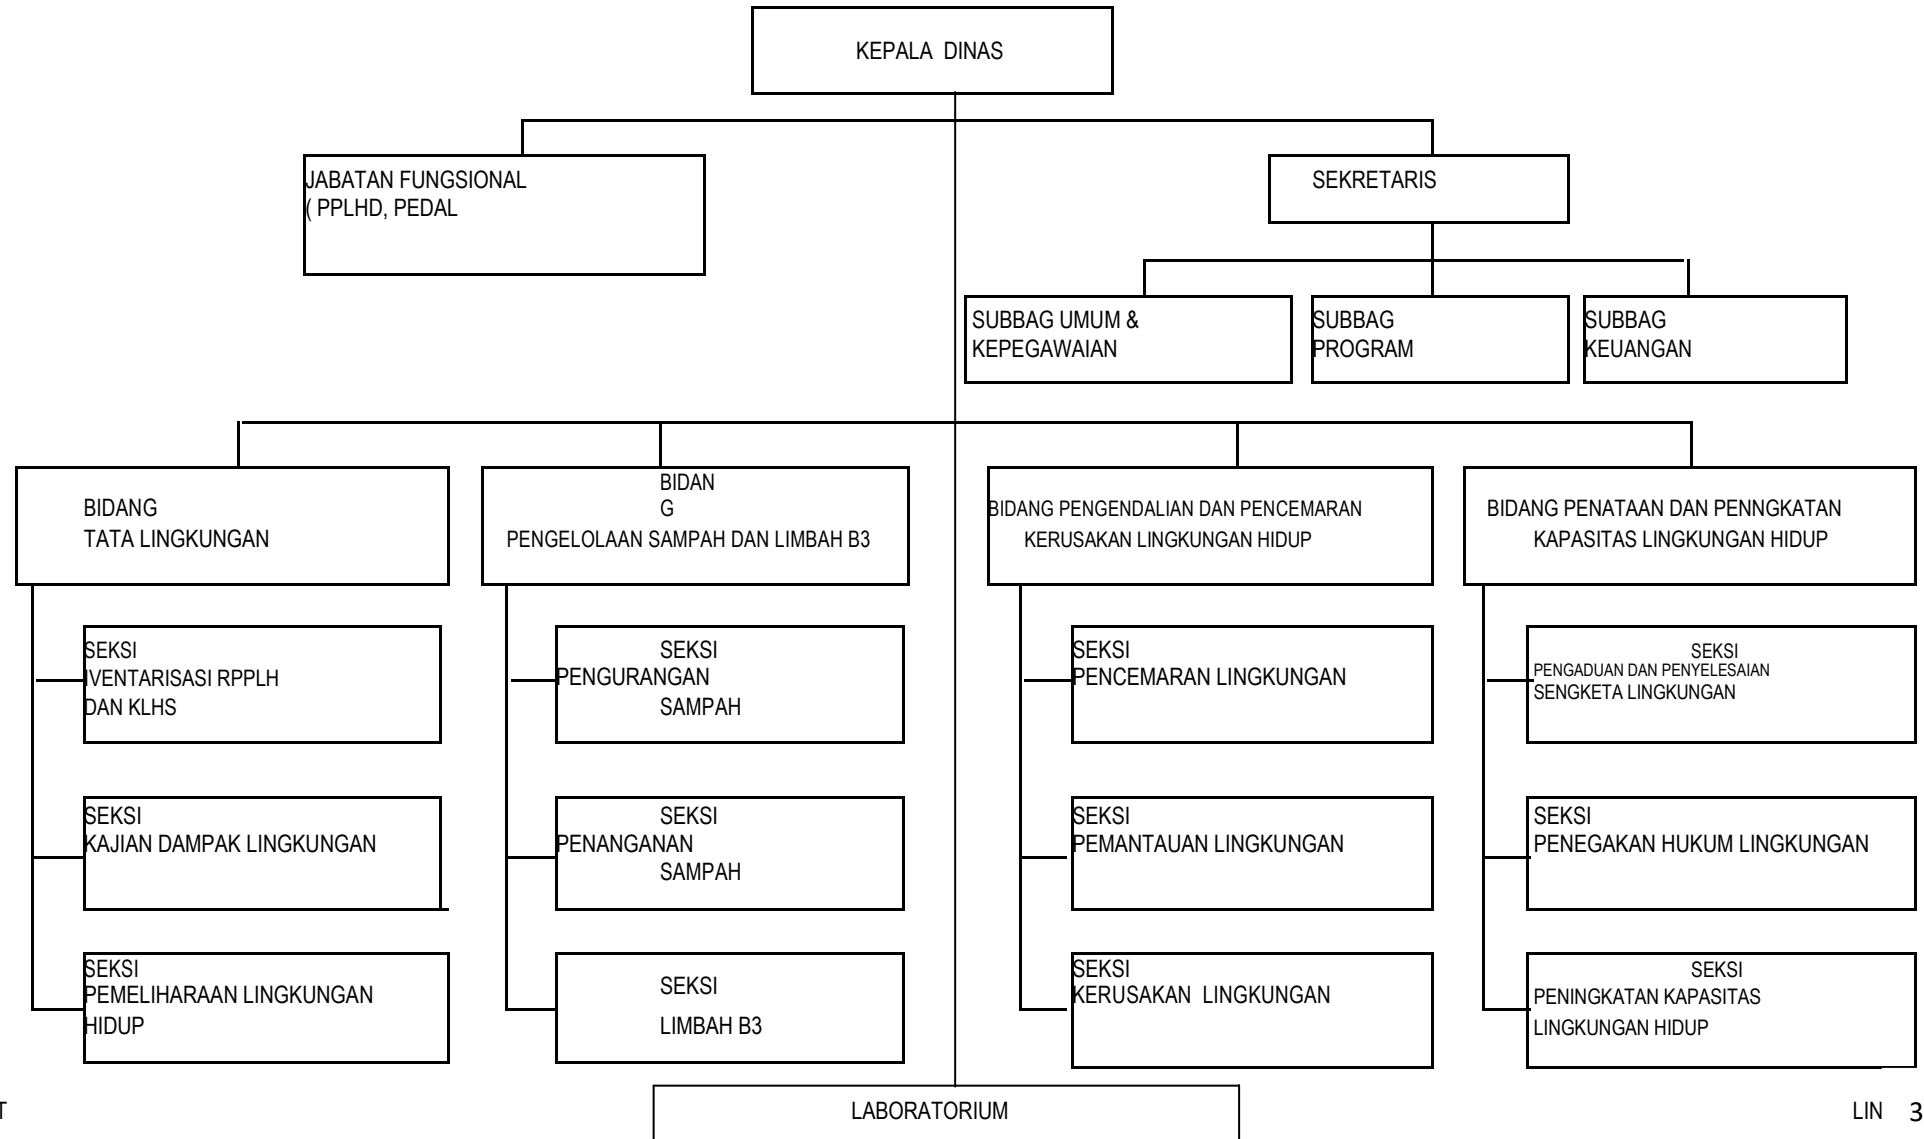 KEPALA DINAS
JABATAN FUNGSIONAL
( PPLHD, PEDAL
SEKRETARIS
SUBBAG UMUM &
KEPEGAWAIAN
SUBBAG
PROGRAM
SUBBAG
KEUANGAN
BIDANG
TATA LINGKUNGAN
BIDAN
G
PENGELOLAAN SAMPAH DAN LIMBAH B3
BIDANG PENGENDALIAN DAN PENCEMARAN
KERUSAKAN LINGKUNGAN HIDUP
BIDANG PENATAAN DAN PENNGKATAN
KAPASITAS LINGKUNGAN HIDUP
SEKSI
IVENTARISASI RPPLH
DAN KLHS
SEKSI
PENGURANGAN
SAMPAH
SEKSI
PENCEMARAN LINGKUNGAN
SEKSI
PENGADUAN DAN PENYELESAIAN
SENGKETA LINGKUNGAN
SEKSI
KAJIAN DAMPAK LINGKUNGAN
SEKSI
PENANGANAN
SAMPAH
SEKSI
PEMANTAUAN LINGKUNGAN
SEKSI
PENEGAKAN HUKUM LINGKUNGAN
SEKSI
PEMELIHARAAN LINGKUNGAN
HIDUP
SEKSI
LIMBAH B3
SEKSI
KERUSAKAN LINGKUNGAN
SEKSI
PENINGKATAN KAPASITAS
LINGKUNGAN HIDUP
T
LABORATORIUM
LIN 3